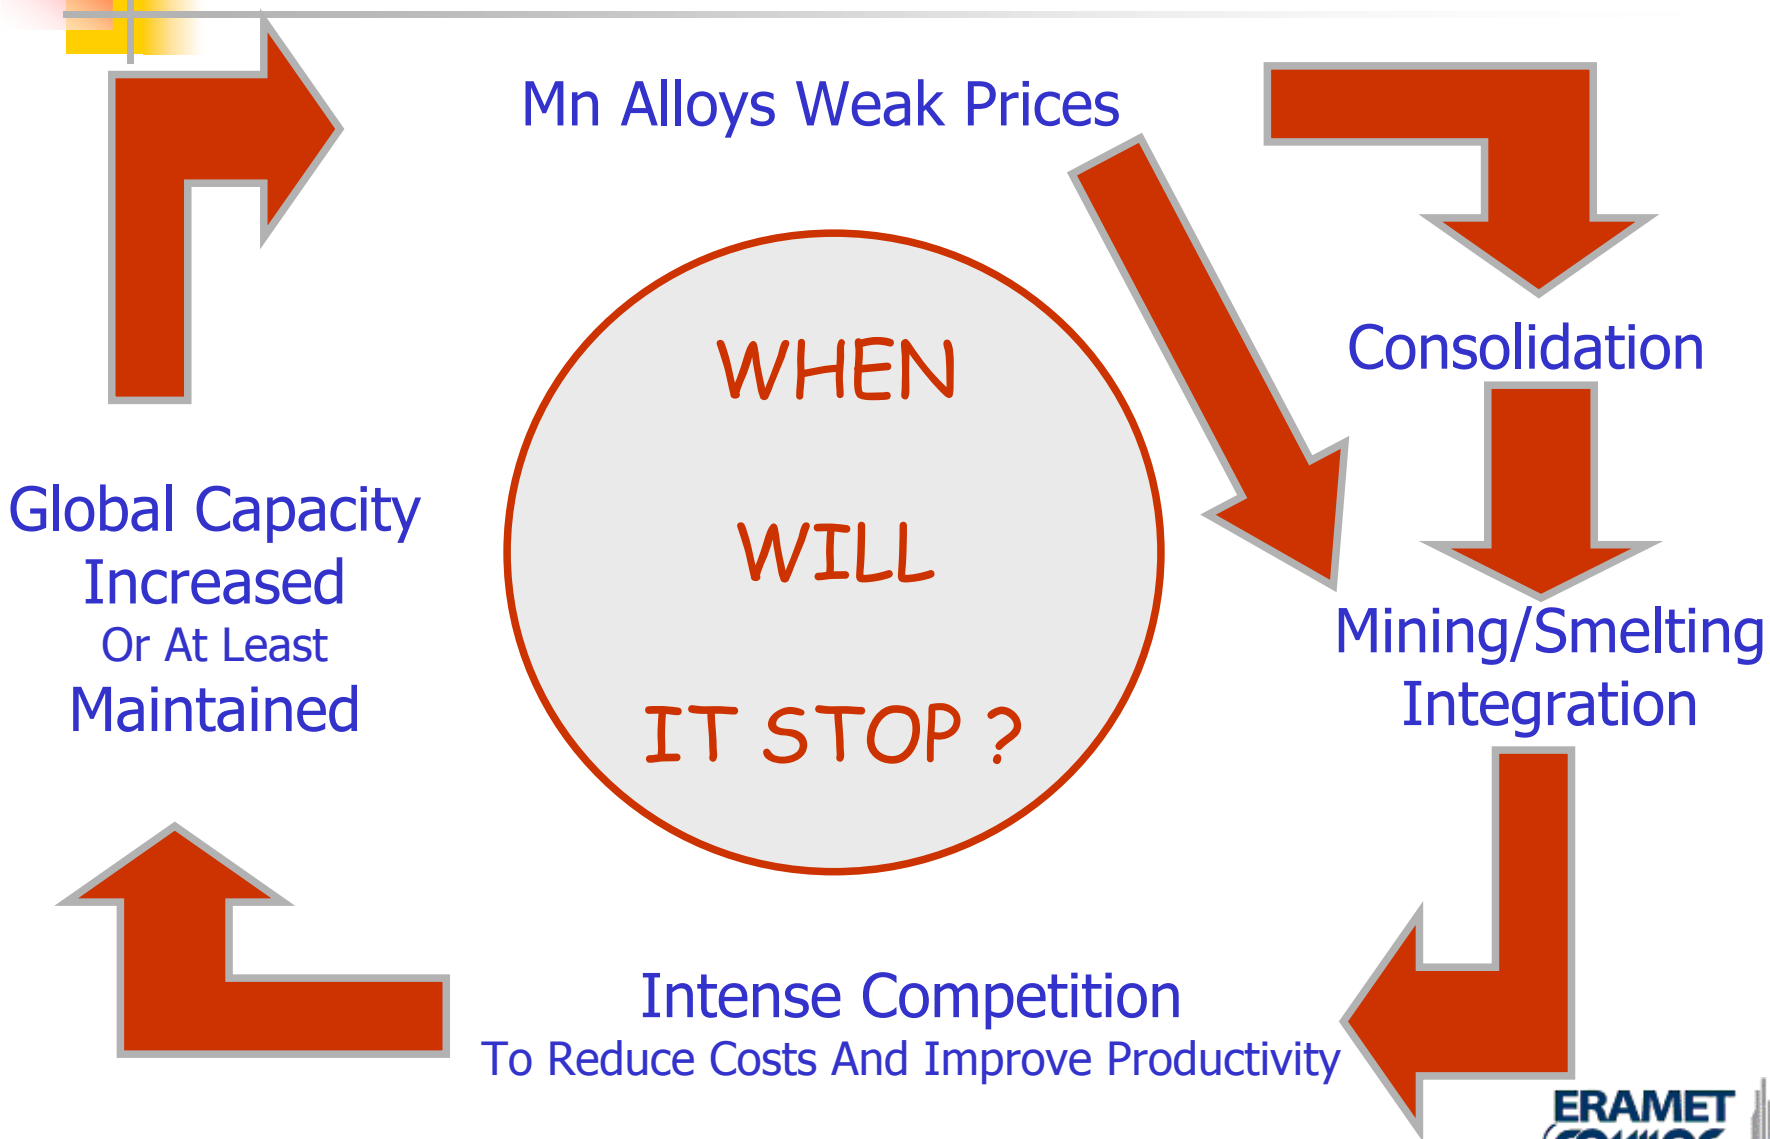 Mn Alloys Weak Prices
Consolidation
Mining/Smelting
Integration
Intense Competition
To Reduce Costs And Improve Productivity
Global Capacity
Increased
Or At Least
Maintained
WHEN
WILL
IT STOP ?
ERAMET